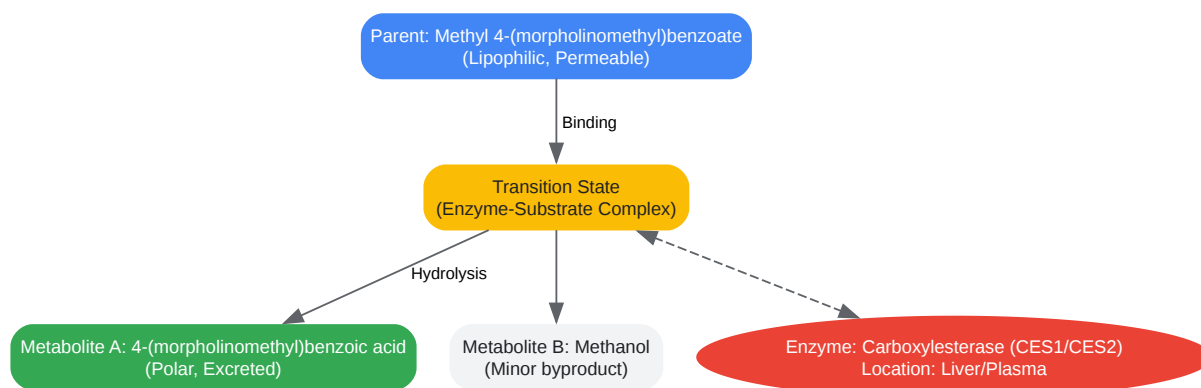 Parent: Methyl 4-(morpholinomethyl)benzoate
(Lipophilic, Permeable)
Binding
Transition State
(Enzyme-Substrate Complex)
Hydrolysis
Metabolite A: 4-(morpholinomethyl)benzoic acid
(Polar, Excreted)
Metabolite B: Methanol
(Minor byproduct)
Enzyme: Carboxylesterase (CES1/CES2)
Location: Liver/Plasma